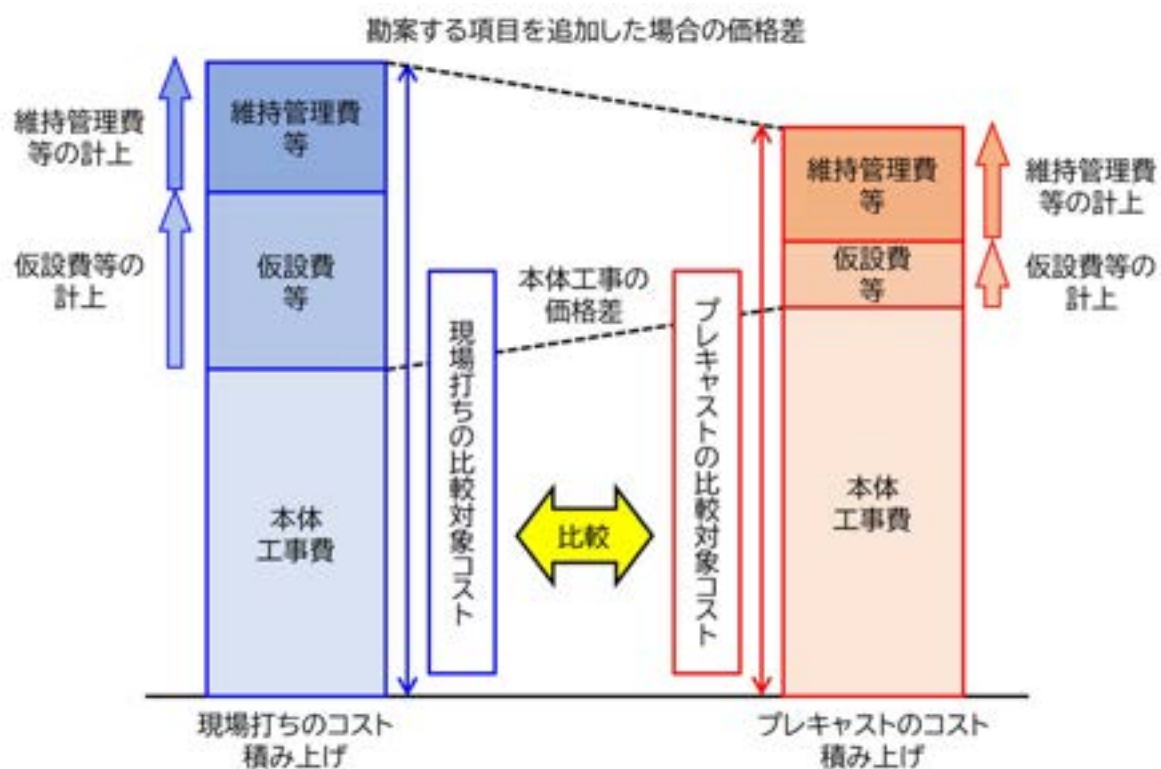 勘案する項目を追加した場合の価格差
維持管理費
等の計上
仮設費等の
計上
維持管理費
等
仮設費
等
本体
工事費
現場打ちの比較対象コスト
本体工事の
価格差
比較
プレキャストの比較対象コスト
維持管理費
等
仮設費
等
本体
工事費
維持管理費
等の計上
仮設費等の
計上
現場打ちのコスト
積み上げ
プレキャストのコスト
積み上げ